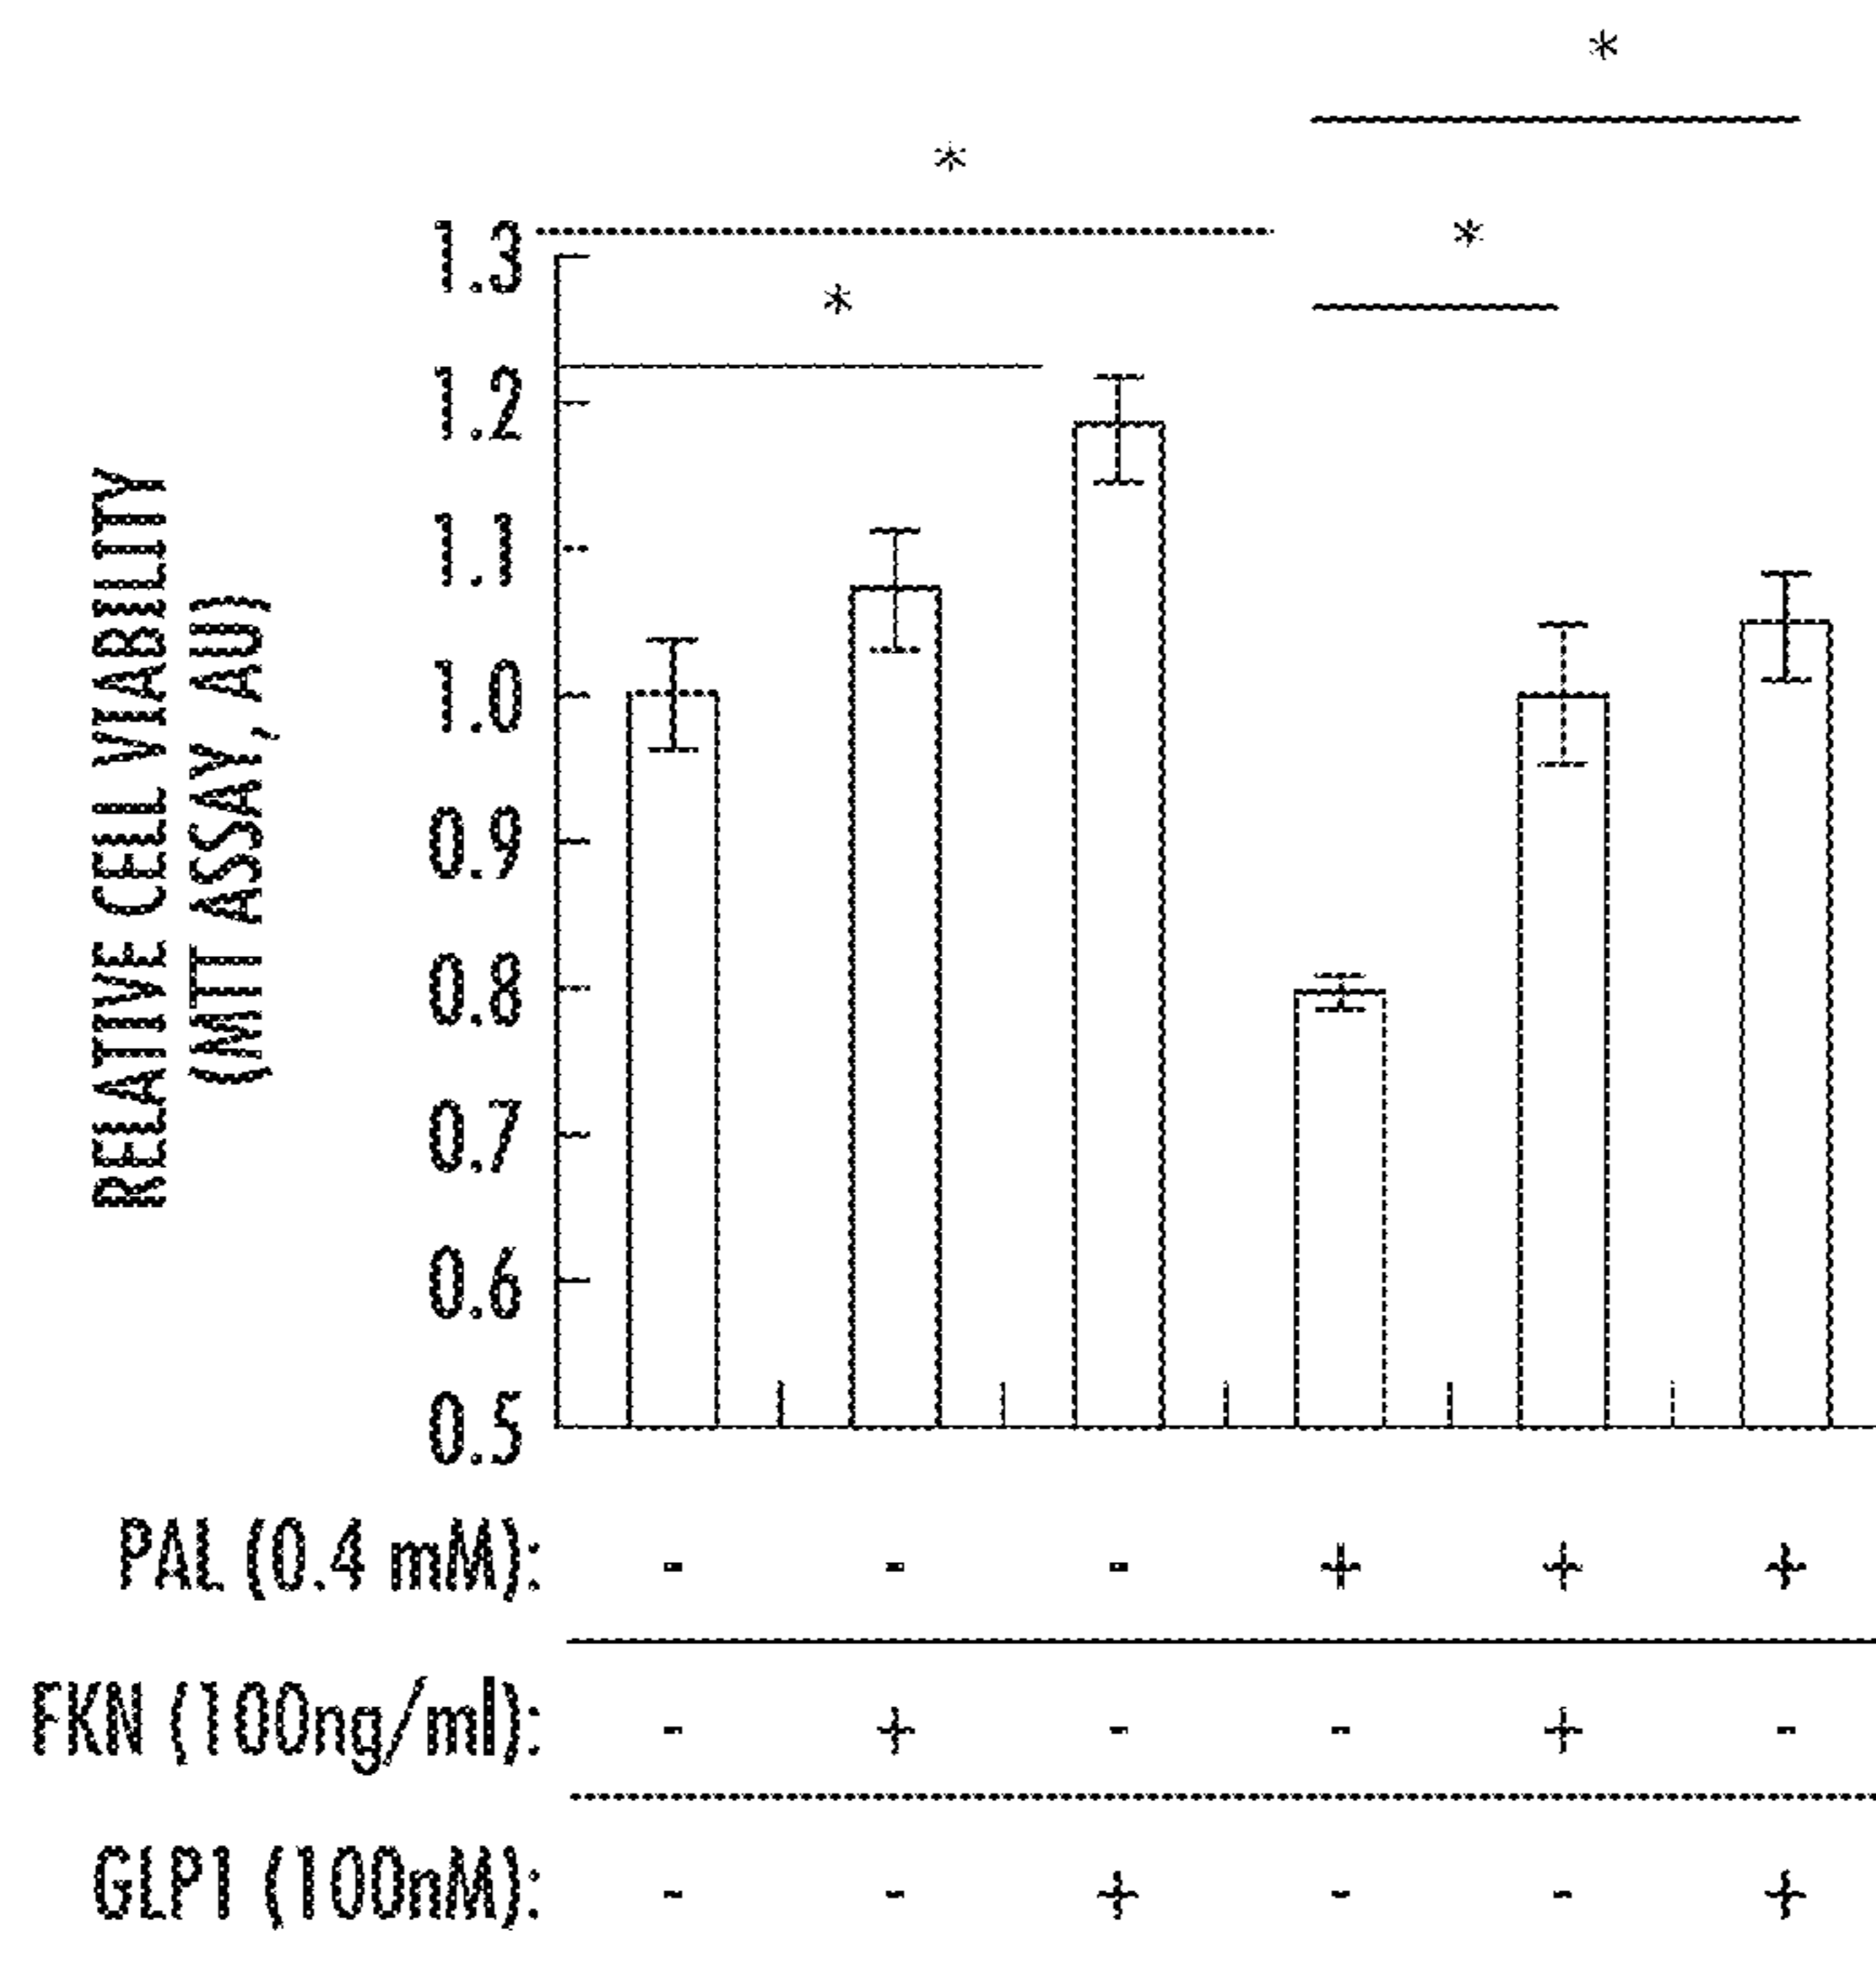 *
*
*
*
1.3
1.2
1.1
1.0
0.9
0.8
0.7
0.6
0.5
RELATIVE CELL VIABILITY
(MTT ASSAY, AU)
PAL (0.4 mM): - - - + + +
FKN (100ng/ml): - + - - + -
GLP1 (100nM): - - + - - +